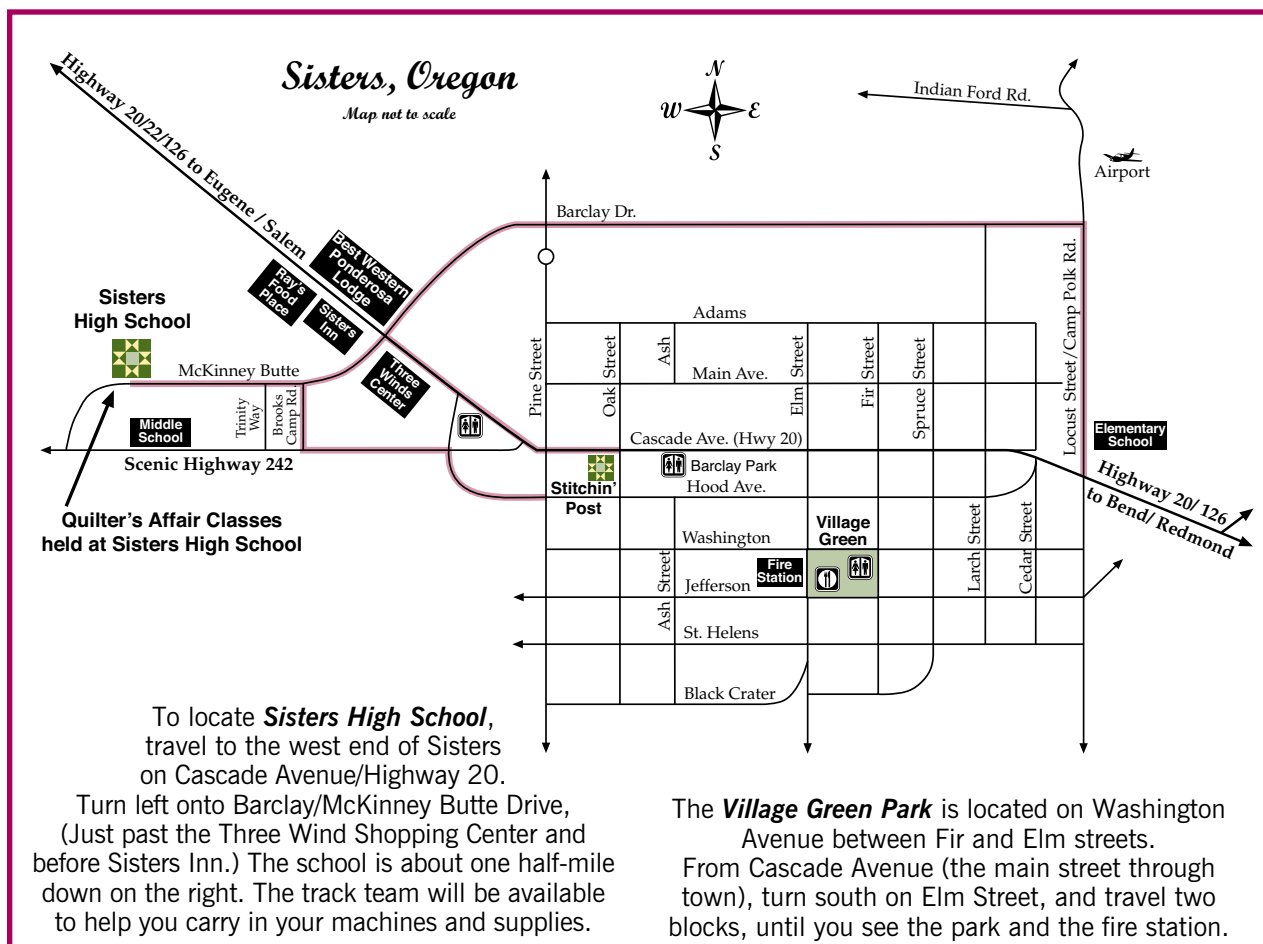 Sisters, Oregon
Map not to scale
N
W
E
S
Highway 20/22/126 to Eugene / Salem
Indian Ford Rd.
Airport
Barclay Dr.
Best Western
Ponderosa
Lodge
Ray's
Food
Place
Sisters
Inn
Three
Winds
Center
Sisters
High School
McKinney Butte
Trinity
Way
Brooks
Camp Rd.
Middle
School
Scenic Highway 242
Quilter's Affair Classes
held at Sisters High School
Pine Street
Oak Street
Ash
Adams
Main Ave.
Elm Street
Fir Street
Spruce Street
Locust Street/Camp Polk Rd.
Cascade Ave. (Hwy 20)
Elementary
School
Highway 20/ 126
to Bend/ Redmond
Stitchin'
Post
Barclay Park
Hood Ave.
Washington
Village
Green
Fire
Station
Ash Street
Jefferson
Larch Street
Cedar Street
St. Helens
Black Crater
To locate Sisters High School,
travel to the west end of Sisters
on Cascade Avenue/Highway 20.
Turn left onto Barclay/McKinney Butte Drive,
(Just past the Three Wind Shopping Center and
before Sisters Inn.) The school is about one half-mile
down on the right. The track team will be available
to help you carry in your machines and supplies.
The Village Green Park is located on Washington
Avenue between Fir and Elm streets.
From Cascade Avenue (the main street through
town), turn south on Elm Street, and travel two
blocks, until you see the park and the fire station.